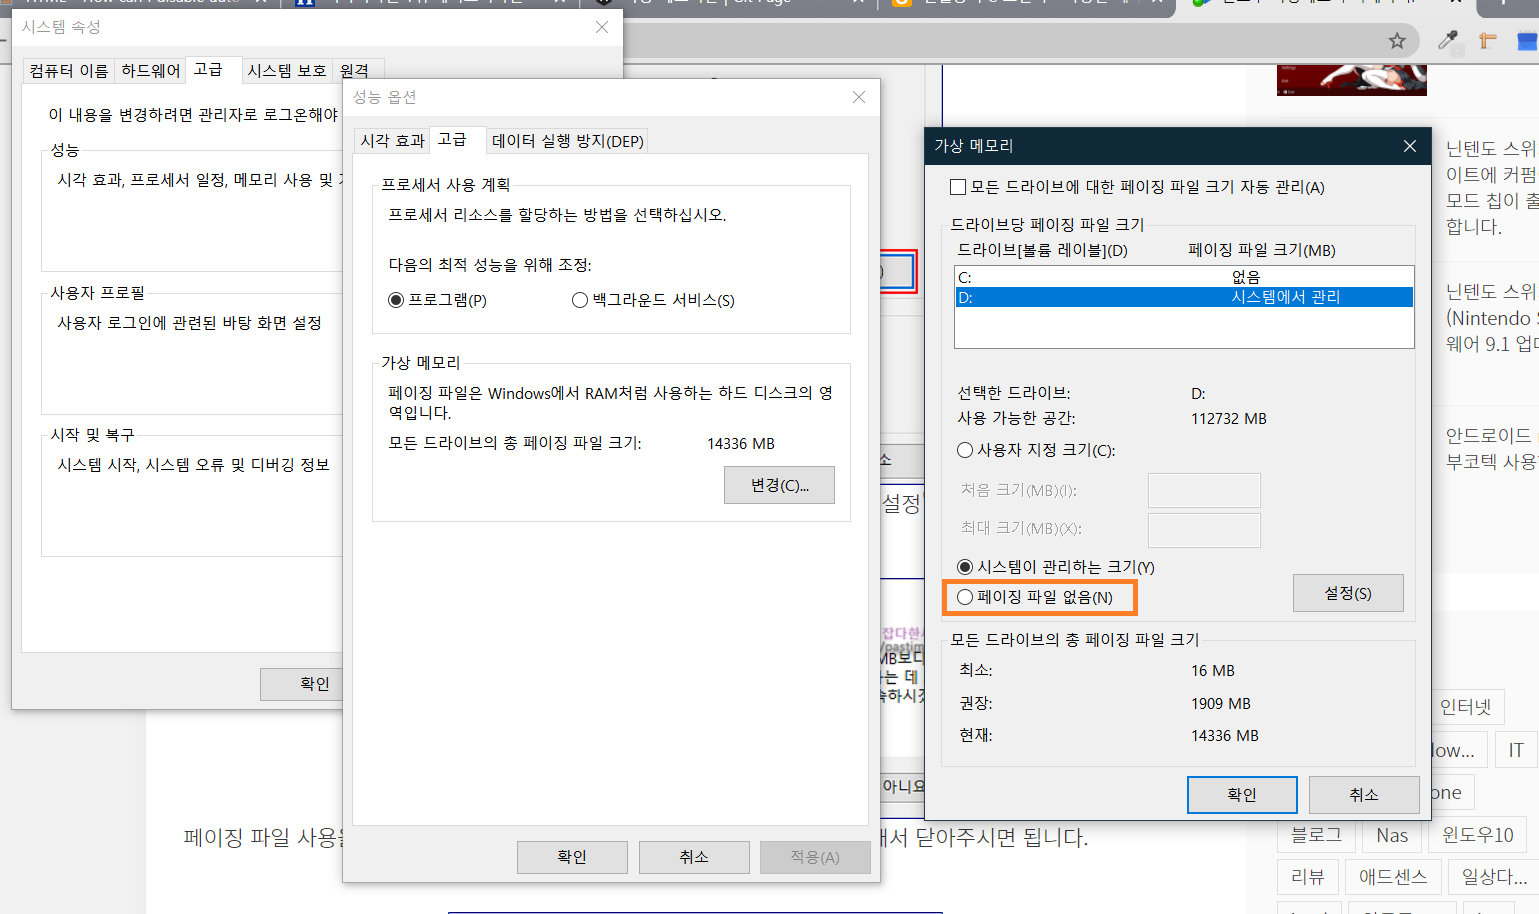 시스템 속성
컴퓨터 이름
하드웨어
고급
시스템 보호
원격
이 내용을 변경하려면 관리자로 로그온해야
성능
시각 효과, 프로세서 일정, 메모리 사용 및
사용자 프로필
사용자 로그인에 관련된 바탕 화면 설정
시작 및 복구
시스템 시작, 시스템 오류 및 디버깅 정보
확인
성능 옵션
시각 효과
고급
데이터 실행 방지(DEP)
프로세서 사용 계획
프로세서 리소스를 할당하는 방법을 선택하십시오.
다음의 최적 성능을 위해 조정:
프로그램(P)
백그라운드 서비스(S)
가상 메모리
페이징 파일은 Windows에서 RAM처럼 사용하는 하드 디스크의 영
역입니다.
모든 드라이브의 총 페이징 파일 크기: 14336 MB
변경(C)...
확인
취소
적용(A)
가상 메모리
모든 드라이브에 대한 페이징 파일 크기 자동 관리(A)
드라이브당 페이징 파일 크기
드라이브[볼륨 레이블](D) 페이징 파일 크기(MB)
C: 없음
D: 시스템에서 관리
선택한 드라이브: D:
사용 가능한 공간: 112732 MB
사용자 지정 크기(C):
처음 크기(MB)(I):
최대 크기(MB)(X):
시스템이 관리하는 크기(Y)
페이징 파일 없음(N)
설정(S)
모든 드라이브의 총 페이징 파일 크기
최소: 16 MB
권장: 1909 MB
현재: 14336 MB
확인
취소
설정
아니요
페이징 파일 사용
닫아주시면 됩니다.
닌텐도 스위
이트에 커펌
모드 칩이 출
합니다.
닌텐도 스위
(Nintendo S
웨어 9.1 업데
안드로이드
부코텍 사용
인터넷
IT
블로그
Nas
윈도우10
리뷰
애드센스
일상다...